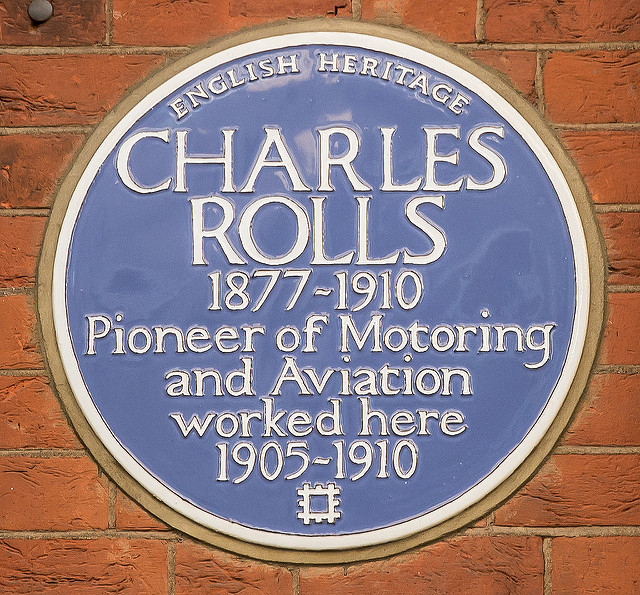 ENGLISH HERITAGE
CHARLES
ROLLS
1877-1910
Pioneer of Motoring
and Aviation
worked here
1905-1910